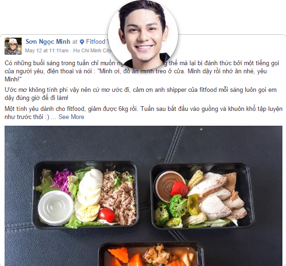 Sơn Ngọc Minh at Fitfood
May 12 at 11:11am · Ho Chi Minh City
Có những buổi sáng trong tuần chỉ muốn thế mà lại bị đánh thức bởi một tiếng gọi
của người yêu, điện thoại và nói : "Minh ơi, đồ ăn mình treo ở cửa. Minh dậy rồi nhớ ăn nhé, yêu
Minh!"
Ước mơ không tính phí vậy nên cứ mơ ước đi, cảm ơn anh shipper của fitfood mỗi sáng luôn gọi em
dậy đúng giờ để đi làm!
Một tình yêu dành cho fitfood, giảm được 6kg rồi. Tuần sau bắt đầu vào guồng và khuôn khổ tập luyện
như trước thôi :) ... See More